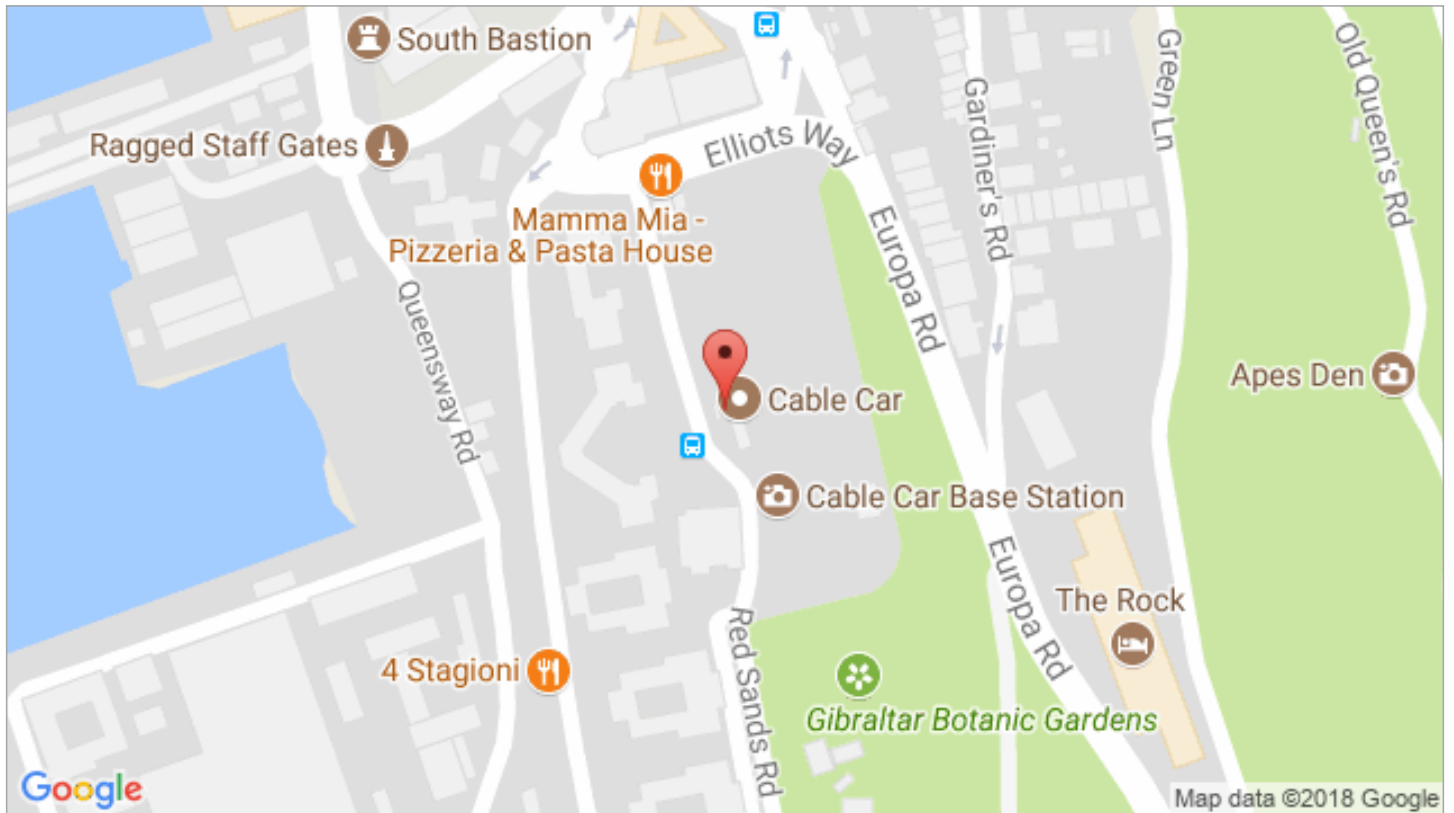 South Bastion
Ragged Staff Gates
Elliots Way
Mamma Mia -
Pizzeria & Pasta House
Gardiner's Rd
Green Ln
Old Queen's Rd
Europa Rd
Queensway Rd
Apes Den
Cable Car
Cable Car Base Station
Europa Rd
The Rock
4 Stagioni
Red Sands Rd
Gibraltar Botanic Gardens
Google
Map data ©2018 Google